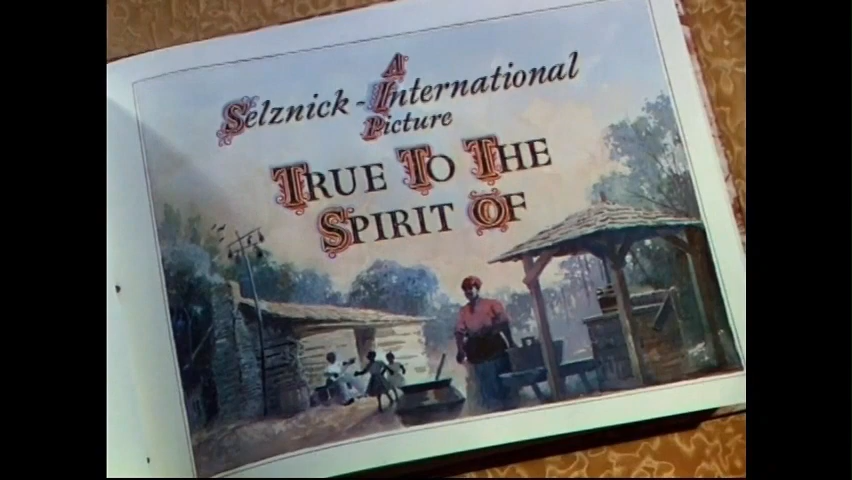 A
Selznick - International
Picture
TRUE TO THE
SPIRIT OF